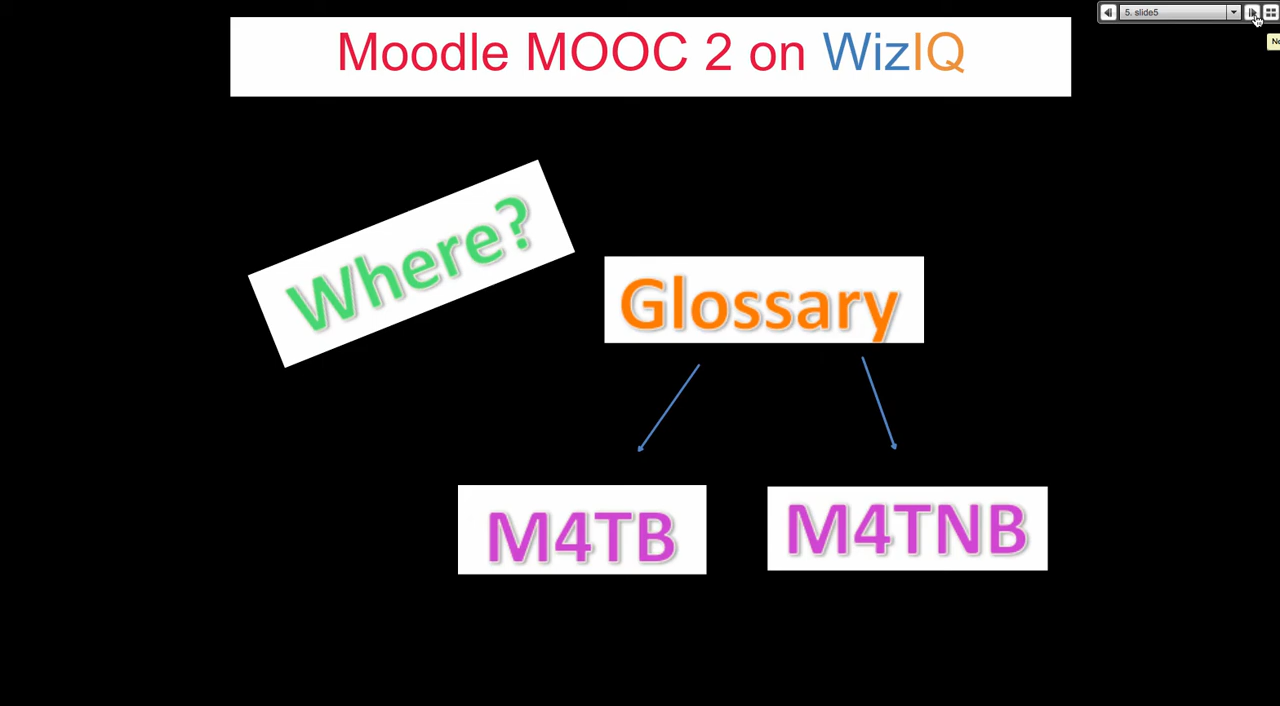 5. slide5
Moodle MOOC 2 on WizIQ
Where?
Glossary
M4TB
M4TNB